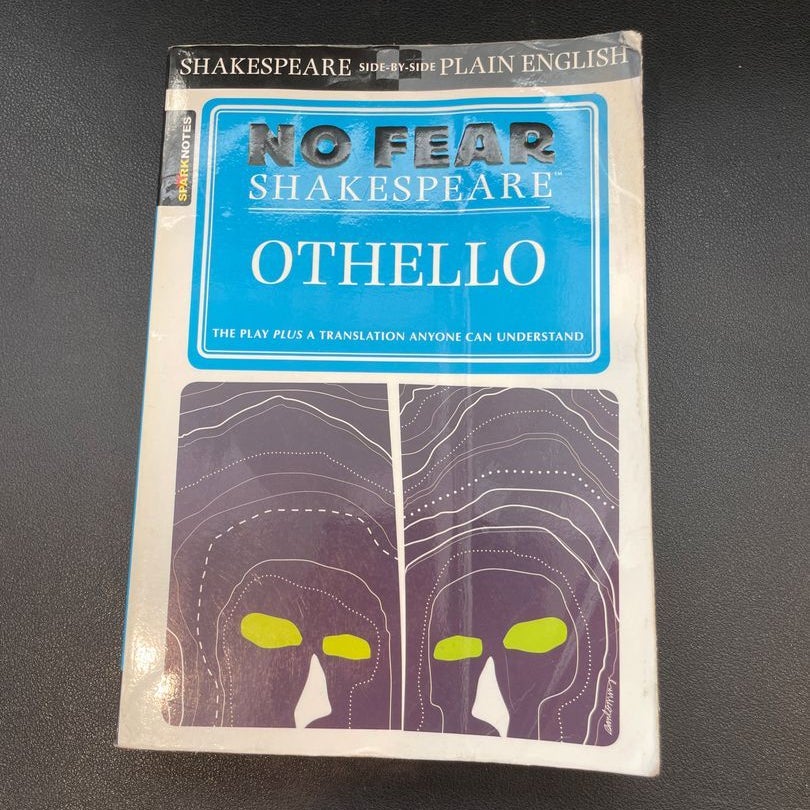 SHAKESPEARE SIDE-BY-SIDE PLAIN ENGLISH
SPARKNOTES
NO FEAR
SHAKESPEARE™
OTHELLO
THE PLAY PLUS A TRANSLATION ANYONE CAN UNDERSTAND